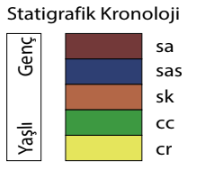 Statigrafik Kronoloji
Genç
Yaşlı
sa
sas
sk
cc
cr